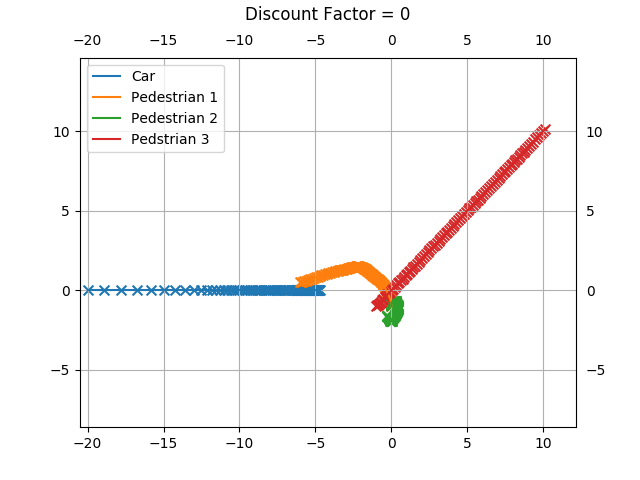 Discount Factor = 0
−20 −15 −10 −5 0 5 10
Car
Pedestrian 1
Pedestrian 2
Pedstrian 3
10 10
5 5
0 0
−5 −5
−20 −15 −10 −5 0 5 10